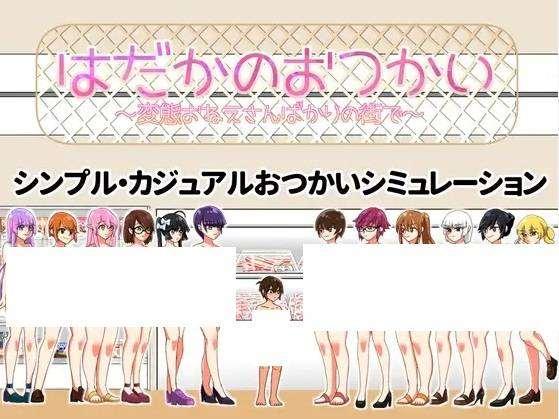 はだかのおつかい
～変態おねえさんばかりの街で～
シンプル・カジュアルおつかいシミュレーション